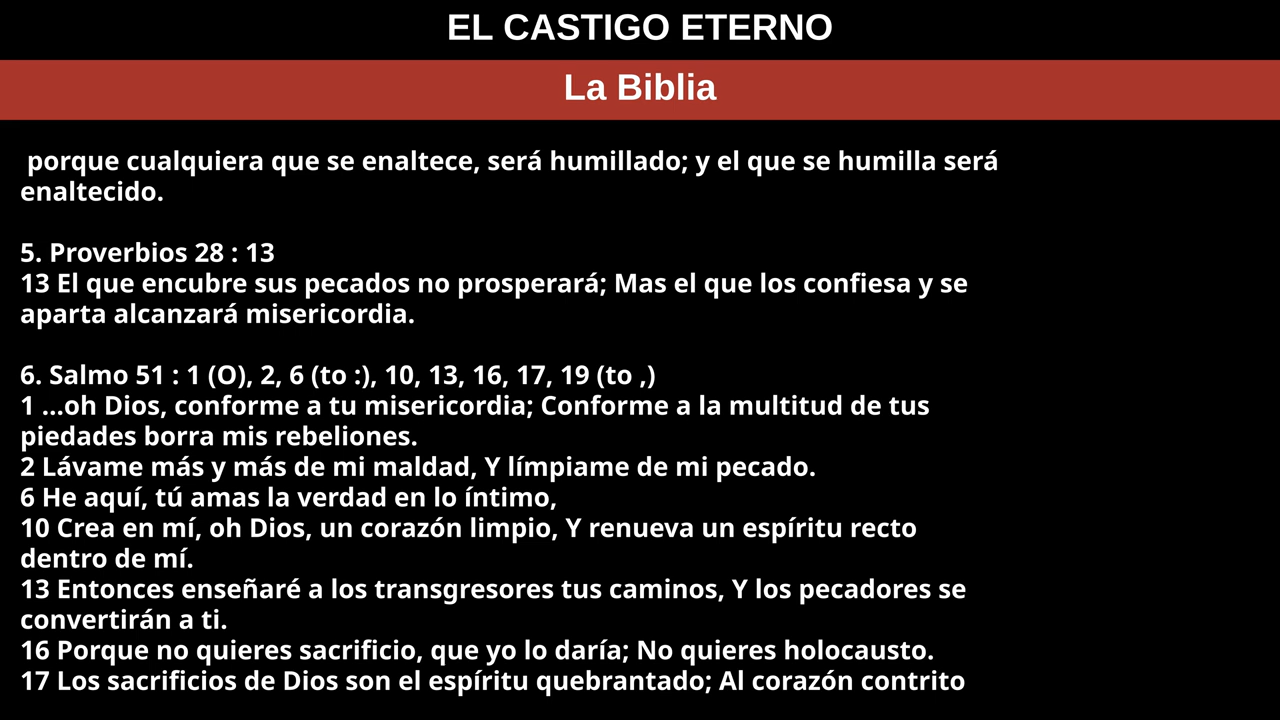 EL CASTIGO ETERNO
La Biblia
porque cualquiera que se enaltece, será humillado; y el que se humilla será
enaltecido.
5. Proverbios 28 : 13
13 El que encubre sus pecados no prosperará; Mas el que los confiesa y se
aparta alcanzará misericordia.
6. Salmo 51 : 1 (O), 2, 6 (to :), 10, 13, 16, 17, 19 (to ,)
1 ...oh Dios, conforme a tu misericordia; Conforme a la multitud de tus
piedades borra mis rebeliones.
2 Lávame más y más de mi maldad, Y límpiame de mi pecado.
6 He aquí, tú amas la verdad en lo íntimo,
10 Crea en mí, oh Dios, un corazón limpio, Y renueva un espíritu recto
dentro de mí.
13 Entonces enseñaré a los transgresores tus caminos, Y los pecadores se
convertirán a ti.
16 Porque no quieres sacrificio, que yo lo daría; No quieres holocausto.
17 Los sacrificios de Dios son el espíritu quebrantado; Al corazón contrito